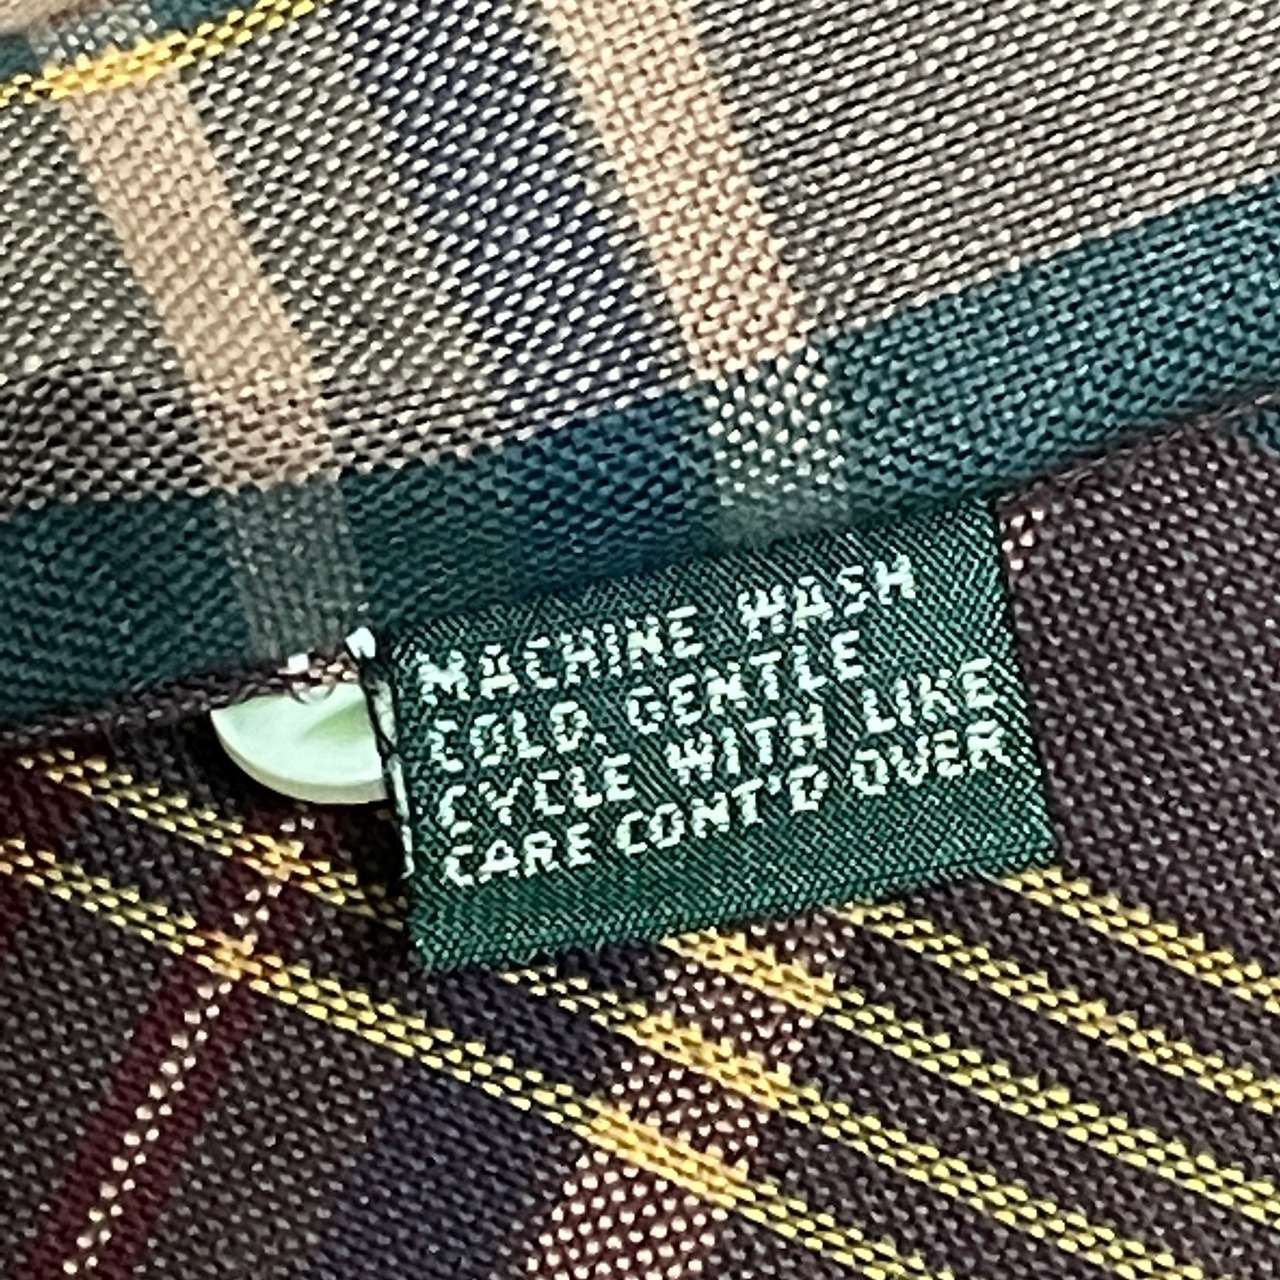 MACHINE WASH
COLD, GENTLE
CYCLE WITH LIKE
CARE CONT'D OVER